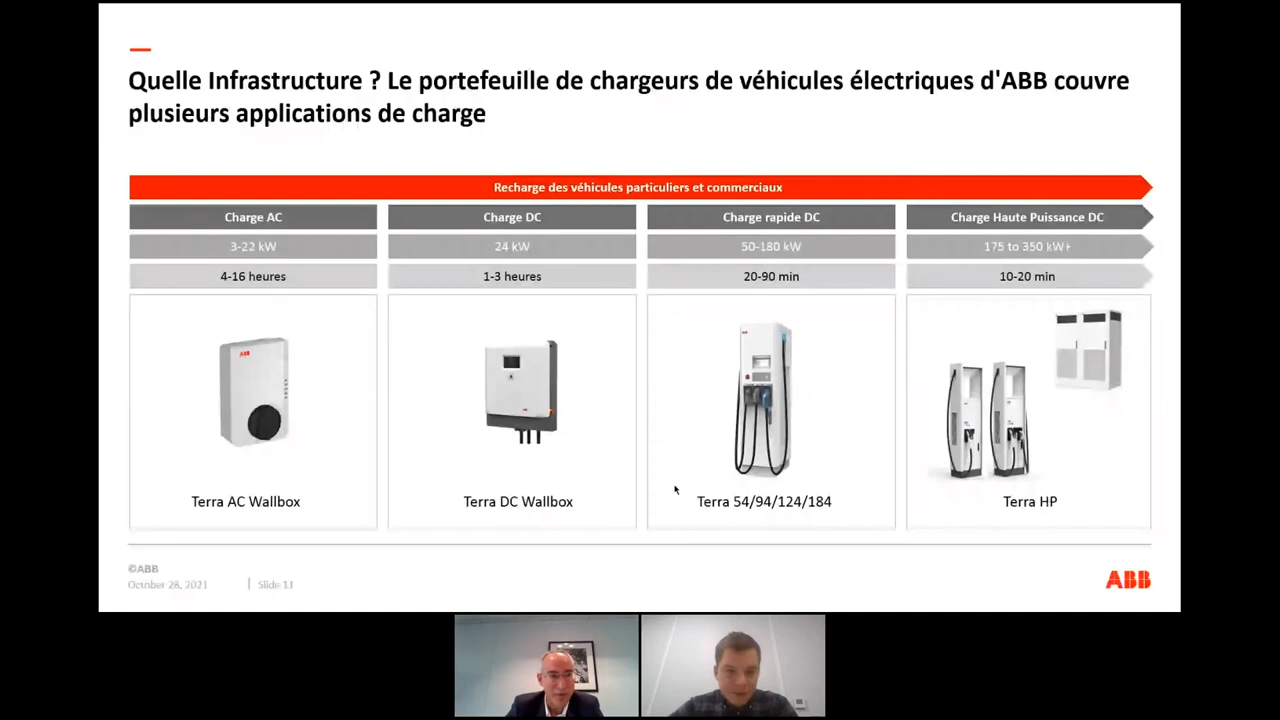 Quelle Infrastructure ? Le portefeuille de chargeurs de véhicules électriques d'ABB couvre
plusieurs applications de charge
Recharge des véhicules particuliers et commerciaux
Charge AC
Charge DC
Charge rapide DC
Charge Haute Puissance DC
3-22 kW
24 kW
50-180 kW
175 to 350 kW+
4-16 heures
1-3 heures
20-90 min
10-20 min
ABB
Terra AC Wallbox
Terra DC Wallbox
Terra 54/94/124/184
Terra HP
©ABB
October 28, 2021 | Slide 11
ABB